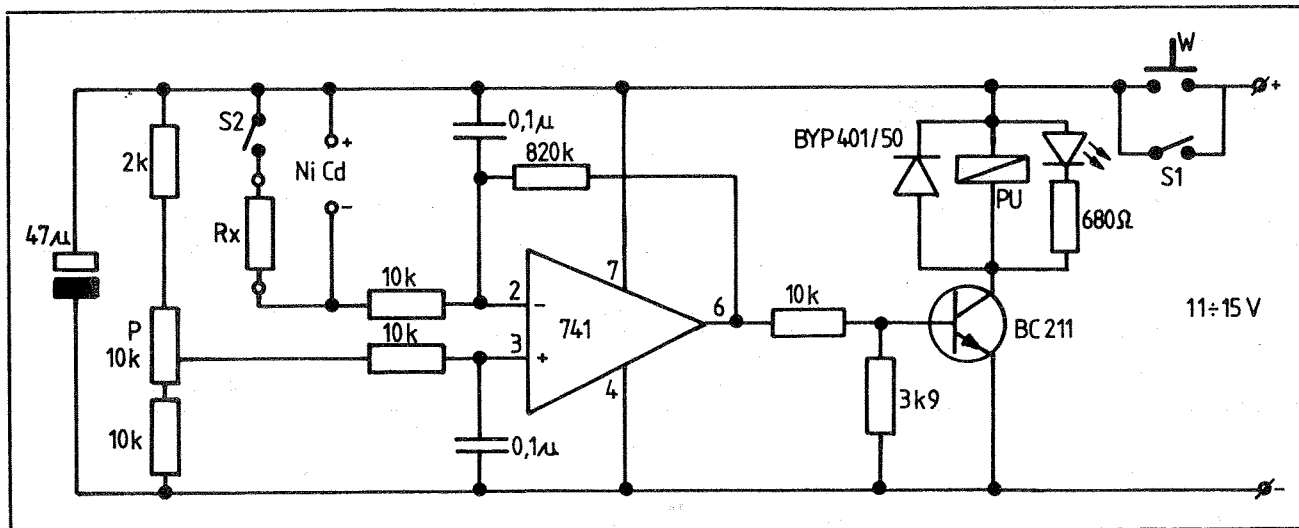 W
+
S2
0,1µ
BYP 401/50
+
820k
2k
Ni Cd
S1
PU
680Ω
-
47µ
Rx
7
10k
10k
2
-
6
11÷15 V
P
741
BC 211
10k
10k
3
+
4
3k9
10k
0,1µ
-